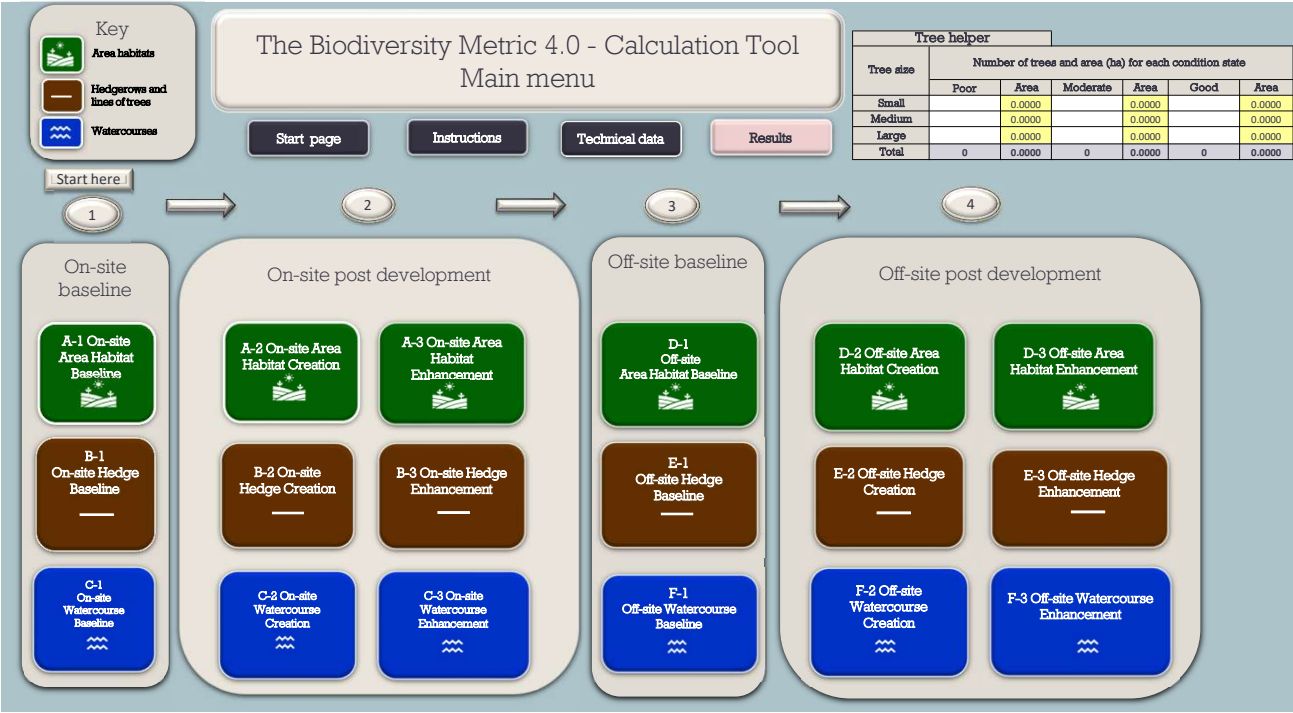 Key
Area habitats
Hedgerows and
lines of trees
Watercourses
The Biodiversity Metric 4.0 - Calculation Tool
Main menu
Start page
Instructions
Technical data
Results
Tree helper
Tree size
Number of trees and area (ha) for each condition state
Poor Area Moderate Area Good Area
Small 0.0000 0.0000 0.0000
Medium 0.0000 0.0000 0.0000
Large 0.0000 0.0000 0.0000
Total 0 0.0000 0 0.0000 0 0.0000
Start here
1
2
3
4
On-site
baseline
A-1 On-site
Area Habitat
Baseline
B-1
On-site Hedge
Baseline
C-1
On-site
Watercourse
Baseline
On-site post development
A-2 On-site Area
Habitat Creation
A-3 On-site Area
Habitat
Enhancement
B-2 On-site
Hedge Creation
B-3 On-site Hedge
Enhancement
C-2 On-site
Watercourse
Creation
C-3 On-site
Watercourse
Enhancement
Off-site baseline
D-1
Off-site
Area Habitat Baseline
E-1
Off-site Hedge
Baseline
F-1
Off-site Watercourse
Baseline
Off-site post development
D-2 Off-site Area
Habitat Creation
D-3 Off-site Area
Habitat Enhancement
E-2 Off-site Hedge
Creation
E-3 Off-site Hedge
Enhancement
F-2 Off-site
Watercourse
Creation
F-3 Off-site Watercourse
Enhancement